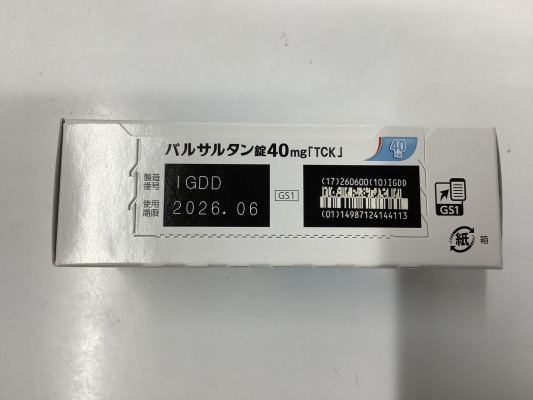 バルサルタン錠40mg「TCK」
40
mg
製造
番号
IGDD
使用
期限
2026.06
GS1
(17)260600(10)IGDD
(01)14987124144113
GS1
紙
箱